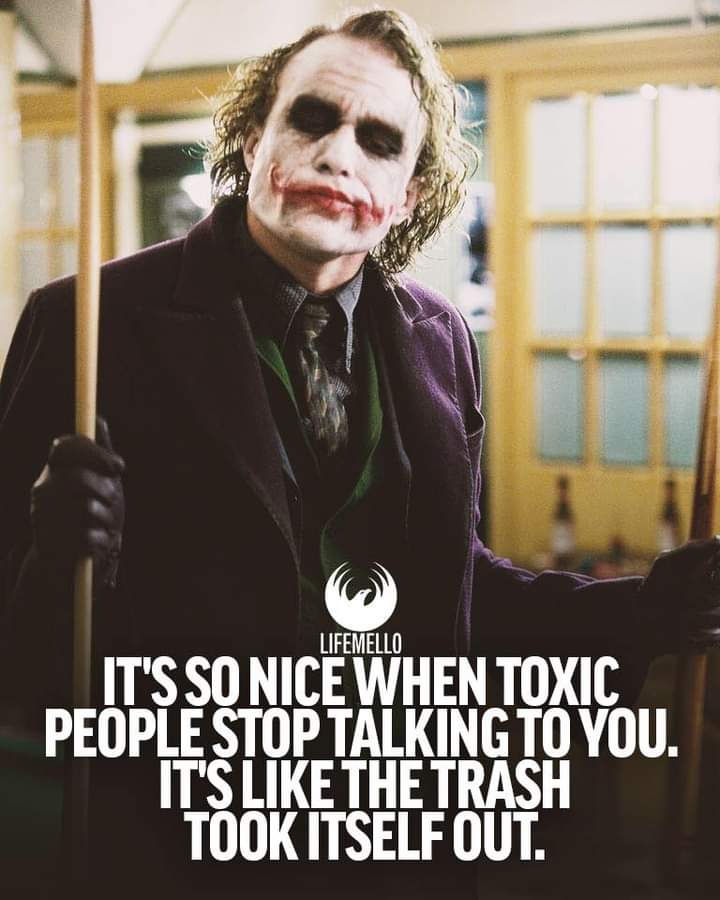 LIFEMELLO
IT'S SO NICE WHEN TOXIC
PEOPLE STOP TALKING TO YOU.
IT'S LIKE THE TRASH
TOOK ITSELF OUT.